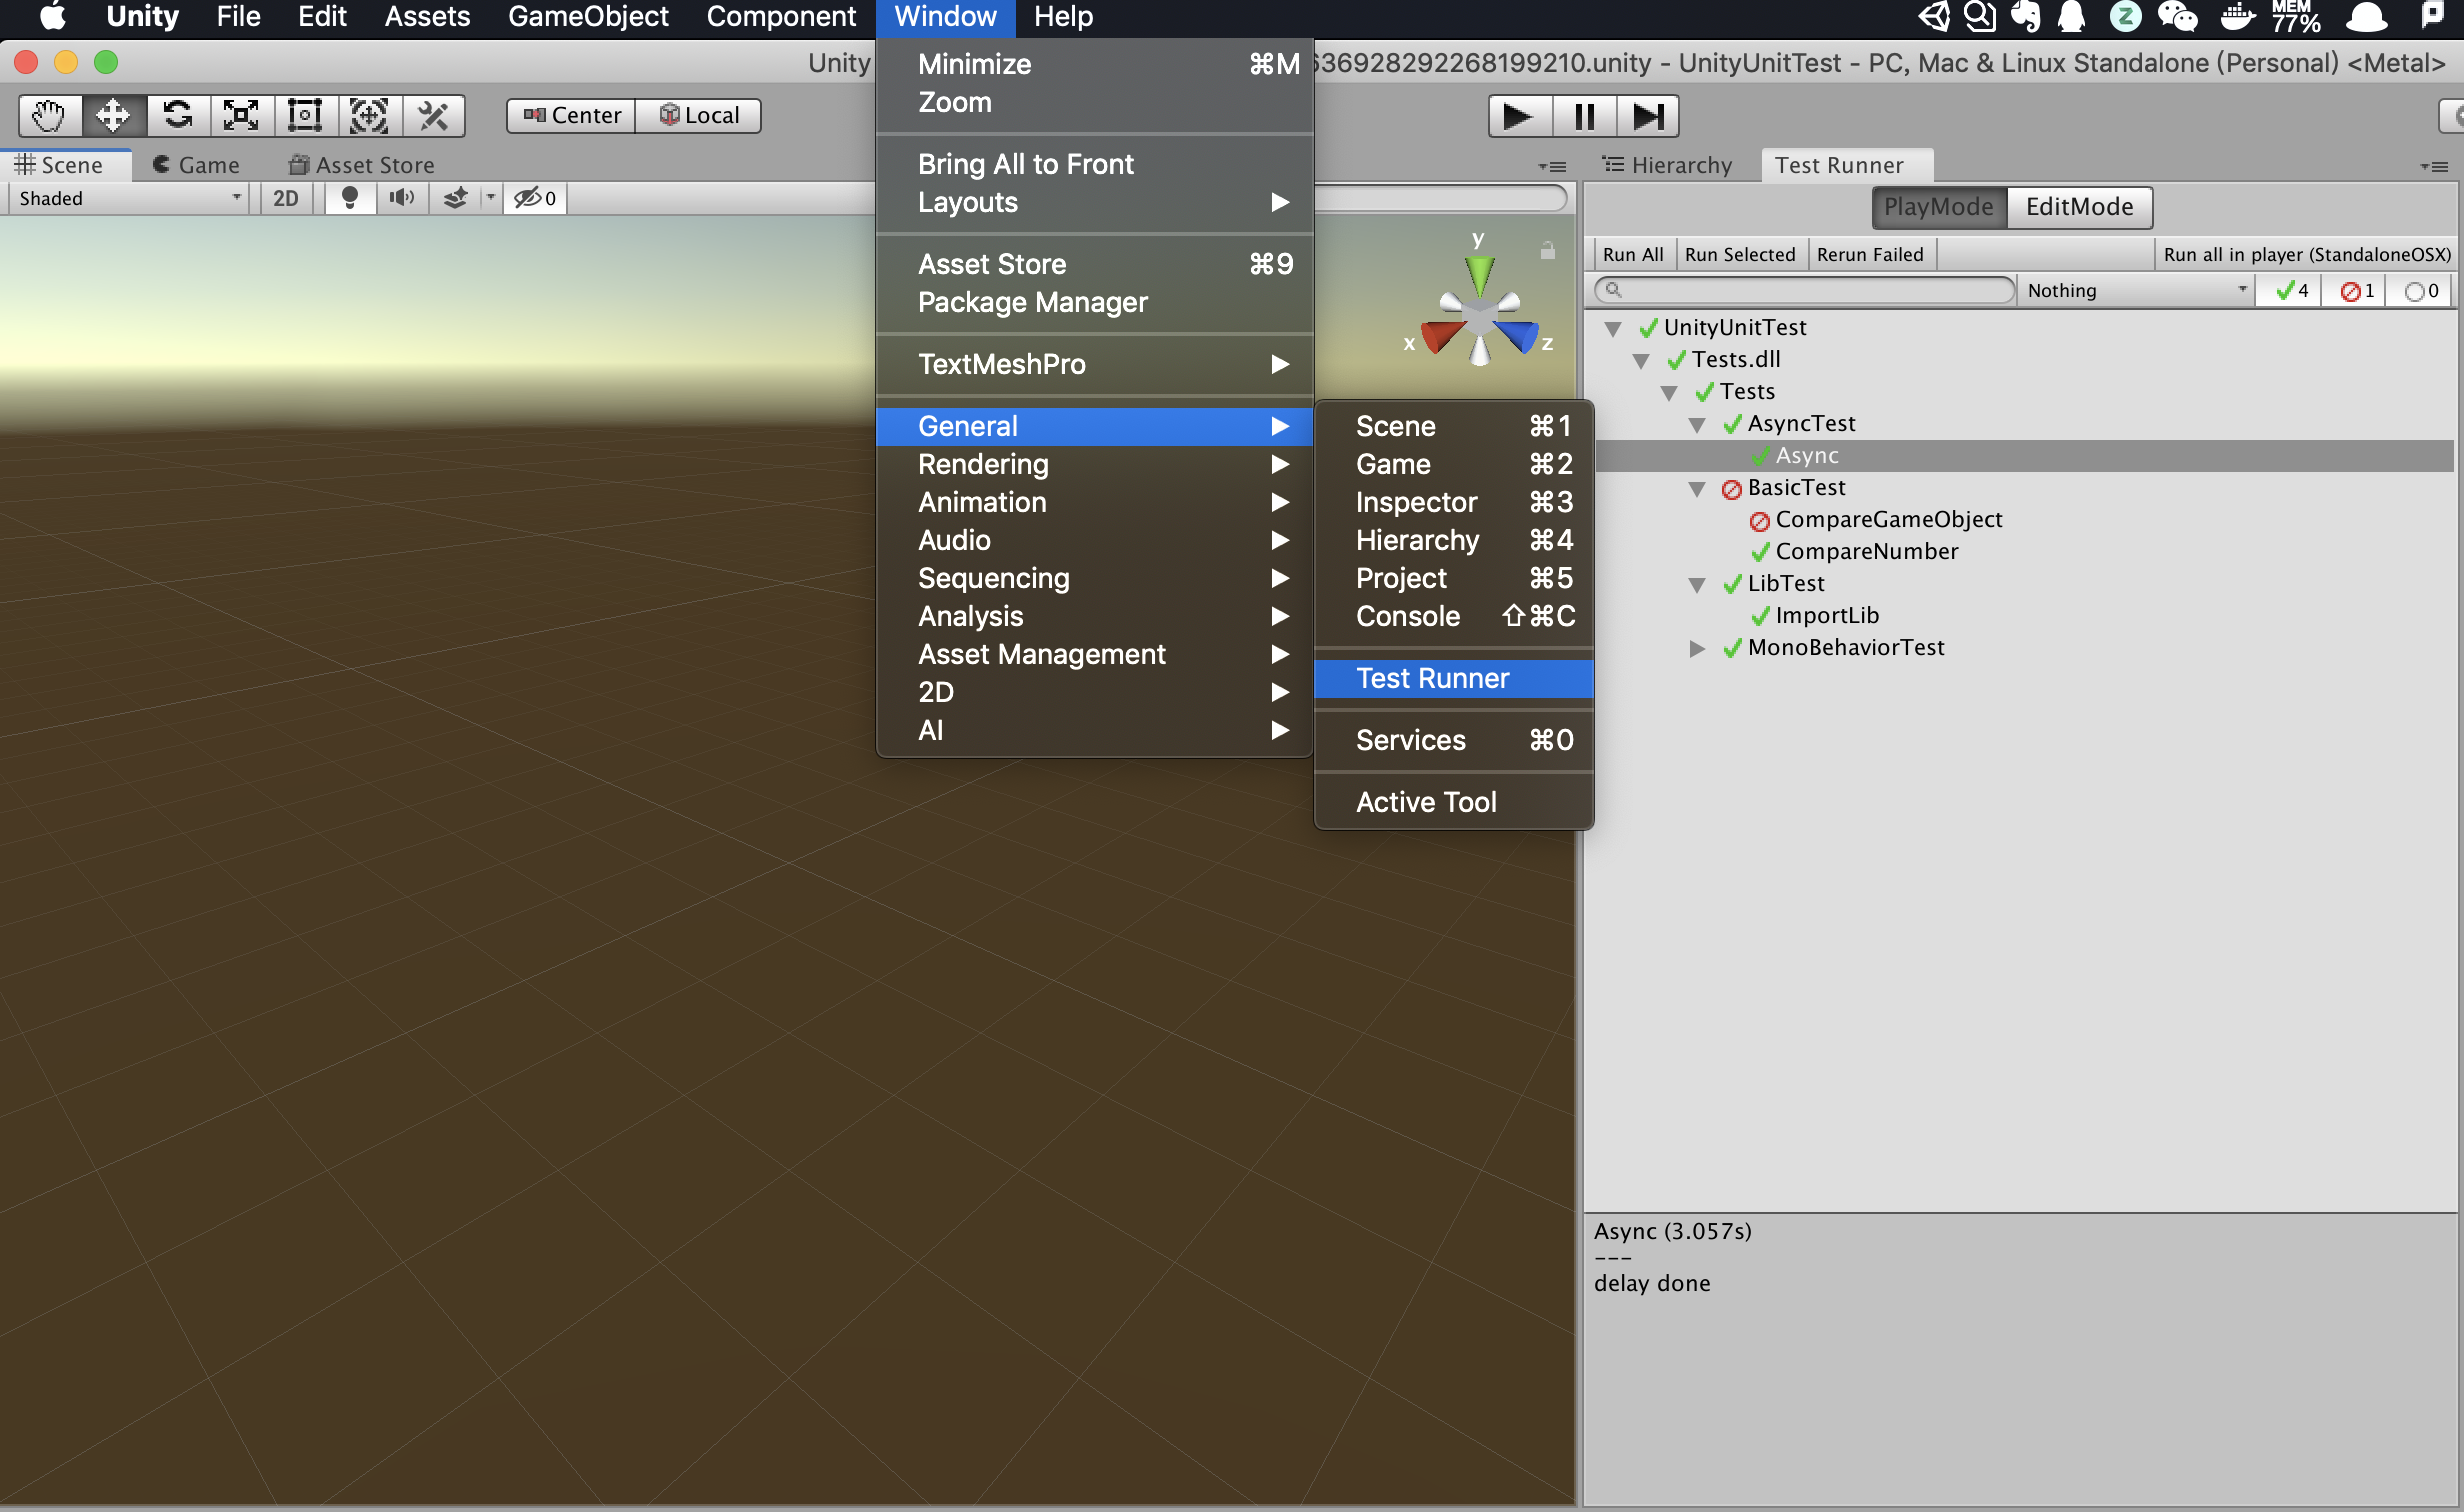 Unity File Edit Assets GameObject Component Window Help MEM 77%
Unity 636928292268199210.unity - UnityUnitTest - PC, Mac & Linux Standalone (Personal) <Metal>
Center Local
Scene Game Asset Store
Shaded 2D 0
Minimize ⌘M
Zoom
Bring All to Front
Layouts
Asset Store ⌘9
Package Manager
TextMeshPro
General
Rendering
Animation
Audio
Sequencing
Analysis
Asset Management
2D
AI
Scene ⌘1
Game ⌘2
Inspector ⌘3
Hierarchy ⌘4
Project ⌘5
Console ⇧⌘C
Test Runner
Services ⌘0
Active Tool
y
x
z
Hierarchy Test Runner
PlayMode EditMode
Run All Run Selected Rerun Failed Run all in player (StandaloneOSX)
Nothing 4 1 0
UnityUnitTest
Tests.dll
Tests
AsyncTest
Async
BasicTest
CompareGameObject
CompareNumber
LibTest
ImportLib
MonoBehaviorTest
Async (3.057s)
---
delay done